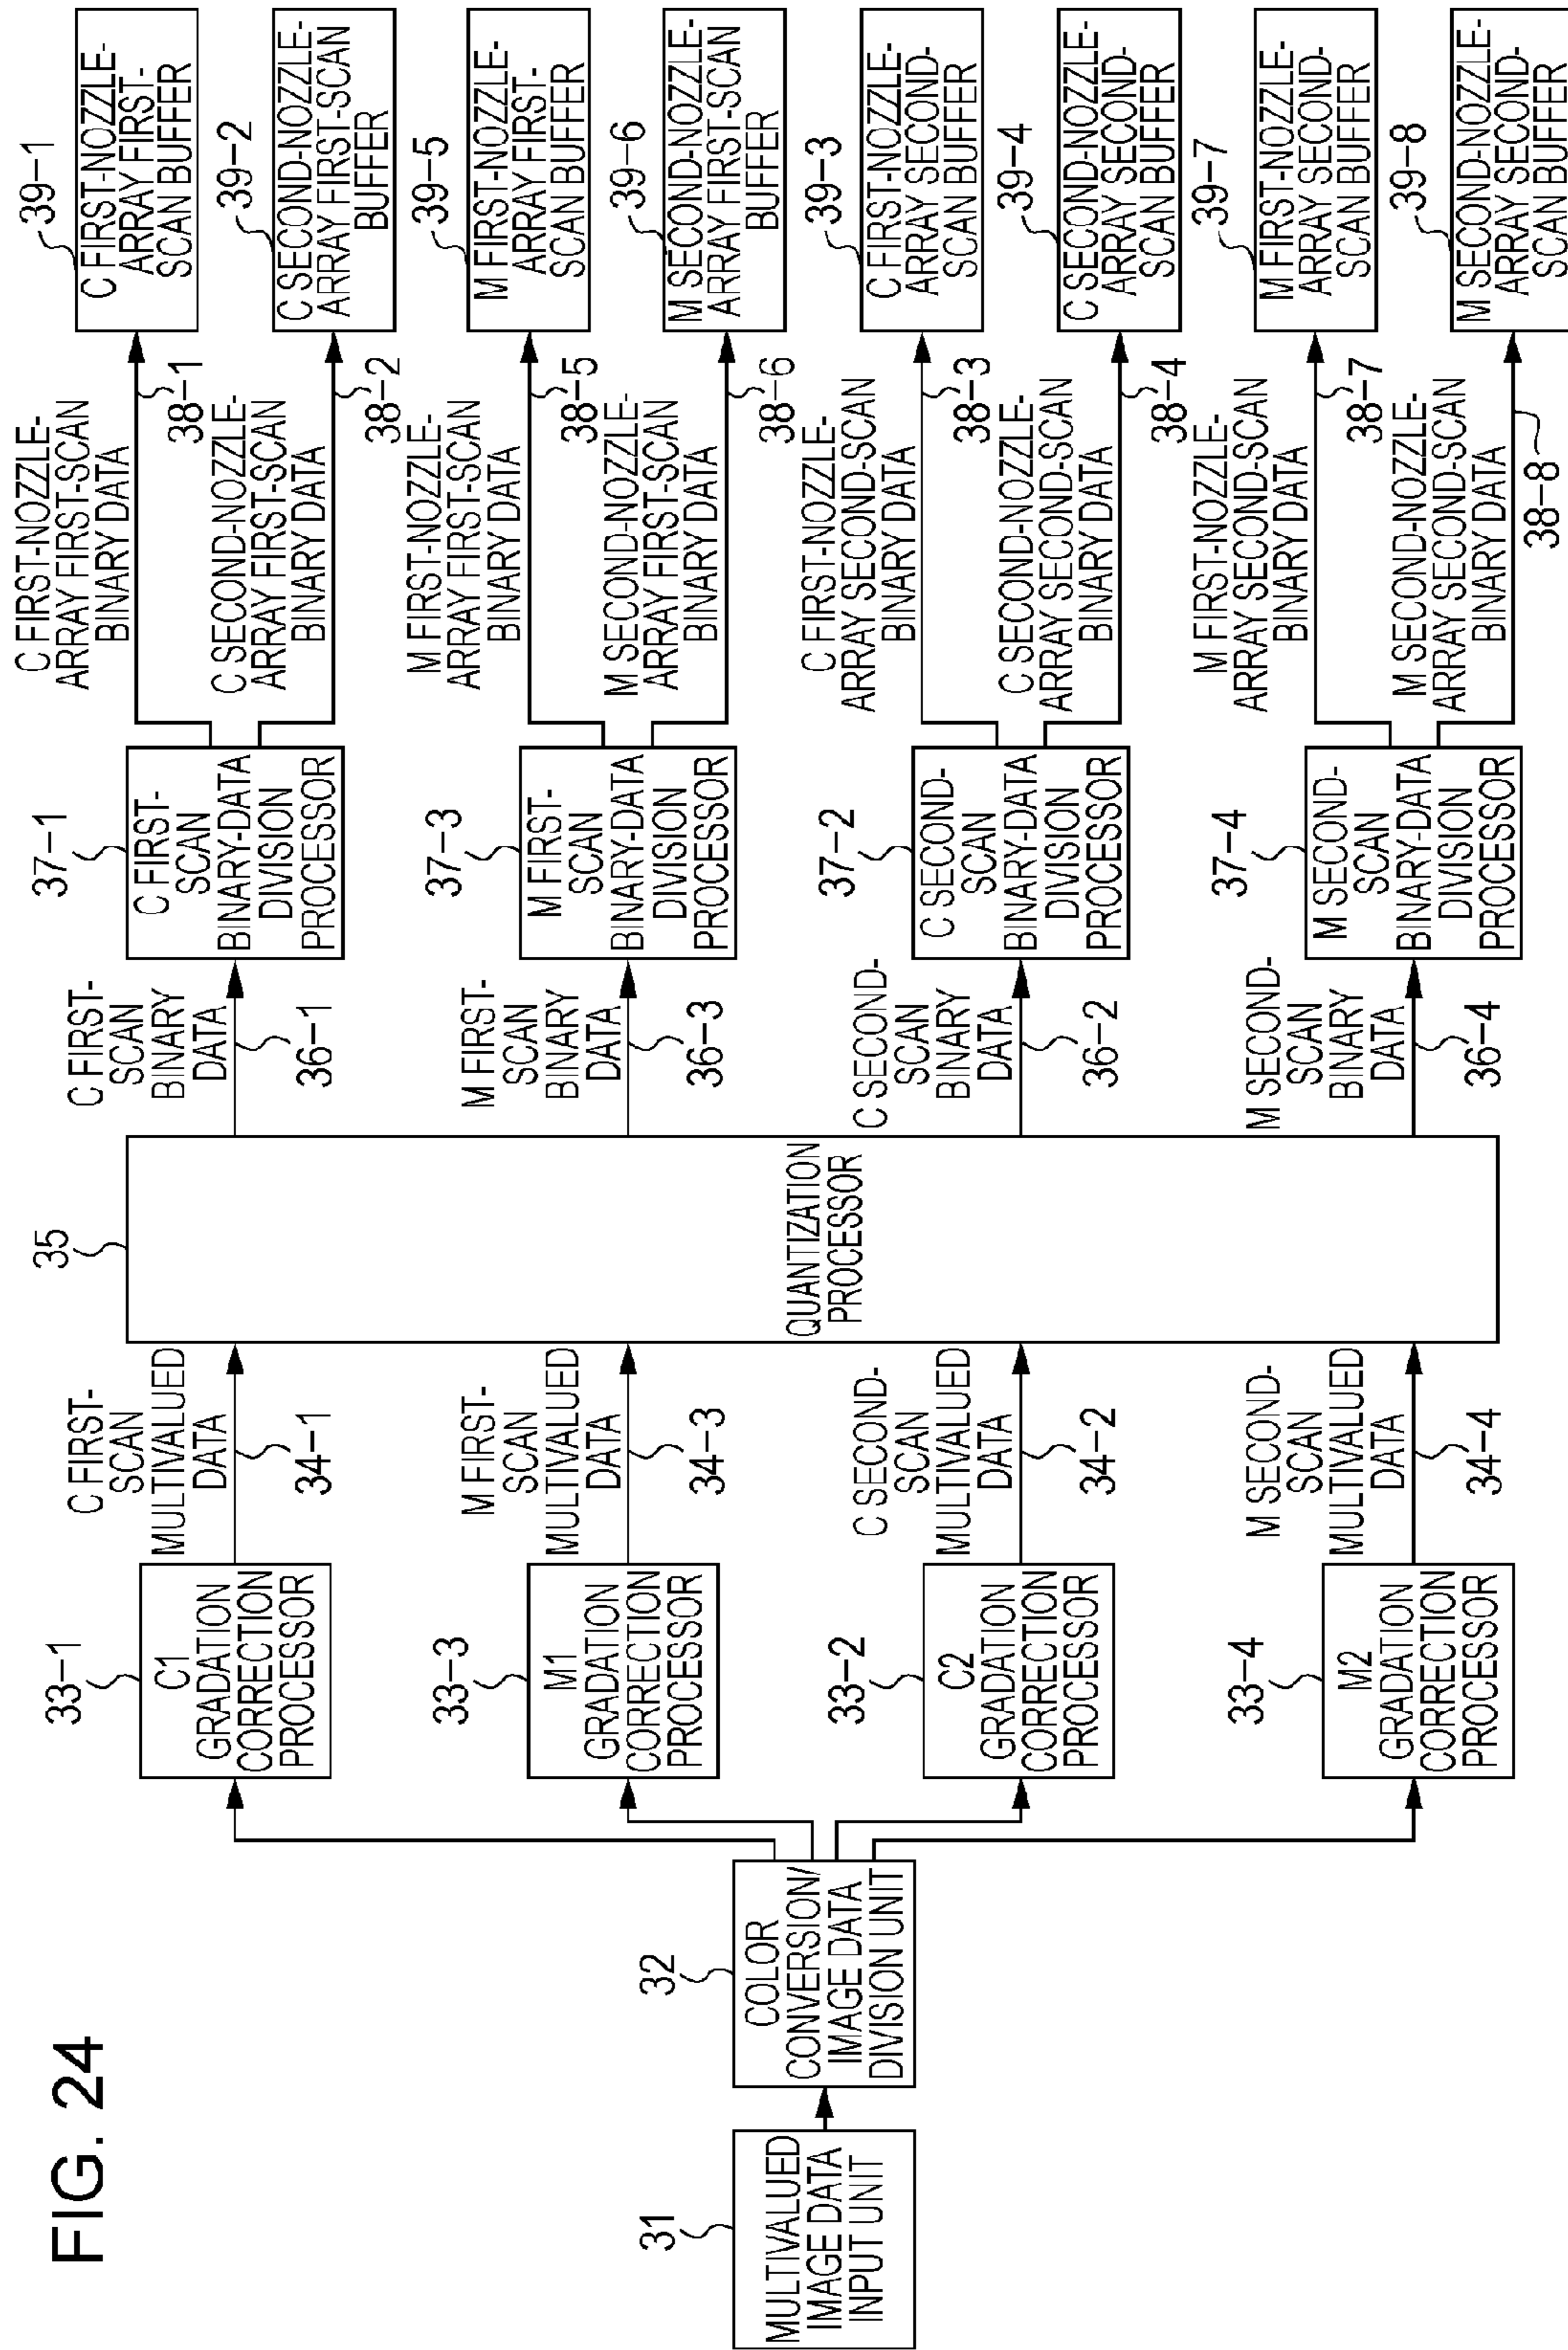 FIG. 24
31
MULTIVALUED
IMAGE DATA
INPUT UNIT
32
COLOR
CONVERSION/
IMAGE DATA
DIVISION UNIT
33-1
C1
GRADATION
CORRECTION
PROCESSOR
33-3
M1
GRADATION
CORRECTION
PROCESSOR
33-2
C2
GRADATION
CORRECTION
PROCESSOR
33-4
M2
GRADATION
CORRECTION
PROCESSOR
C FIRST-
SCAN
MULTIVALUED
DATA
34-1
M FIRST-
SCAN
MULTIVALUED
DATA
34-3
C SECOND-
SCAN
MULTIVALUED
DATA
34-2
M SECOND-
SCAN
MULTIVALUED
DATA
34-4
35
QUANTIZATION
PROCESSOR
C FIRST-
SCAN
BINARY
DATA
36-1
M FIRST-
SCAN
BINARY
DATA
36-3
C SECOND-
SCAN
BINARY
DATA
36-2
M SECOND-
SCAN
BINARY
DATA
36-4
37-1
C FIRST-
SCAN
BINARY-DATA
DIVISION
PROCESSOR
37-3
M FIRST-
SCAN
BINARY-DATA
DIVISION
PROCESSOR
37-2
C SECOND-
SCAN
BINARY-DATA
DIVISION
PROCESSOR
37-4
M SECOND-
SCAN
BINARY-DATA
DIVISION
PROCESSOR
C FIRST-NOZZLE-
ARRAY FIRST-SCAN
BINARY DATA
38-1
C SECOND-NOZZLE-
ARRAY FIRST-SCAN
BINARY DATA
38-2
M FIRST-NOZZLE-
ARRAY FIRST-SCAN
BINARY DATA
38-5
M SECOND-NOZZLE-
ARRAY FIRST-SCAN
BINARY DATA
38-6
C FIRST-NOZZLE-
ARRAY SECOND-SCAN
BINARY DATA
38-3
C SECOND-NOZZLE-
ARRAY SECOND-SCAN
BINARY DATA
38-4
M FIRST-NOZZLE-
ARRAY SECOND-SCAN
BINARY DATA
38-7
M SECOND-NOZZLE-
ARRAY SECOND-SCAN
BINARY DATA
38-8
39-1
C FIRST-NOZZLE-
ARRAY FIRST-
SCAN BUFFER
39-2
C SECOND-NOZZLE-
ARRAY FIRST-SCAN
BUFFER
39-5
M FIRST-NOZZLE-
ARRAY FIRST-
SCAN BUFFER
39-6
M SECOND-NOZZLE-
ARRAY FIRST-SCAN
BUFFER
39-3
C FIRST-NOZZLE-
ARRAY SECOND-
SCAN BUFFER
39-4
C SECOND-NOZZLE-
ARRAY SECOND-
SCAN BUFFER
39-7
M FIRST-NOZZLE-
ARRAY SECOND-
SCAN BUFFER
39-8
M SECOND-NOZZLE-
ARRAY SECOND-
SCAN BUFFER